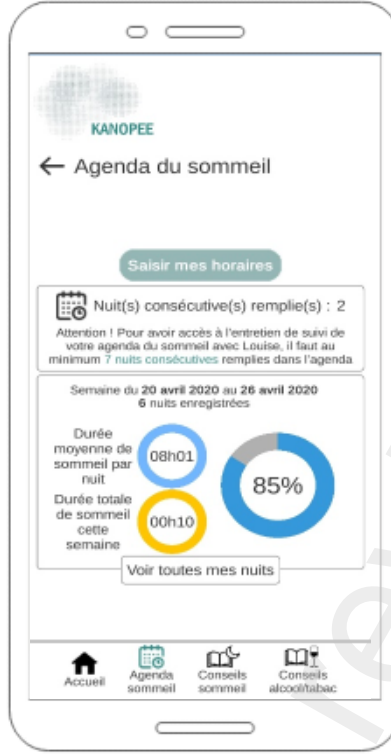 KANOPEE
← Agenda du sommeil
Saisir mes horaires
Nuit(s) consécutive(s) remplie(s) : 2
Attention ! Pour avoir accès à l'entretien de suivi de
votre agenda du sommeil avec Louise, il faut au
minimum 7 nuits consécutives remplies dans l'agenda
Semaine du 20 avril 2020 au 26 avril 2020
6 nuits enregistrées
Durée
moyenne de
sommeil par
nuit
08h01
Durée totale
de sommeil
cette
semaine
00h10
85%
Voir toutes mes nuits
Accueil
Agenda
sommeil
Conseils
sommeil
Conseils
alcool/tabac